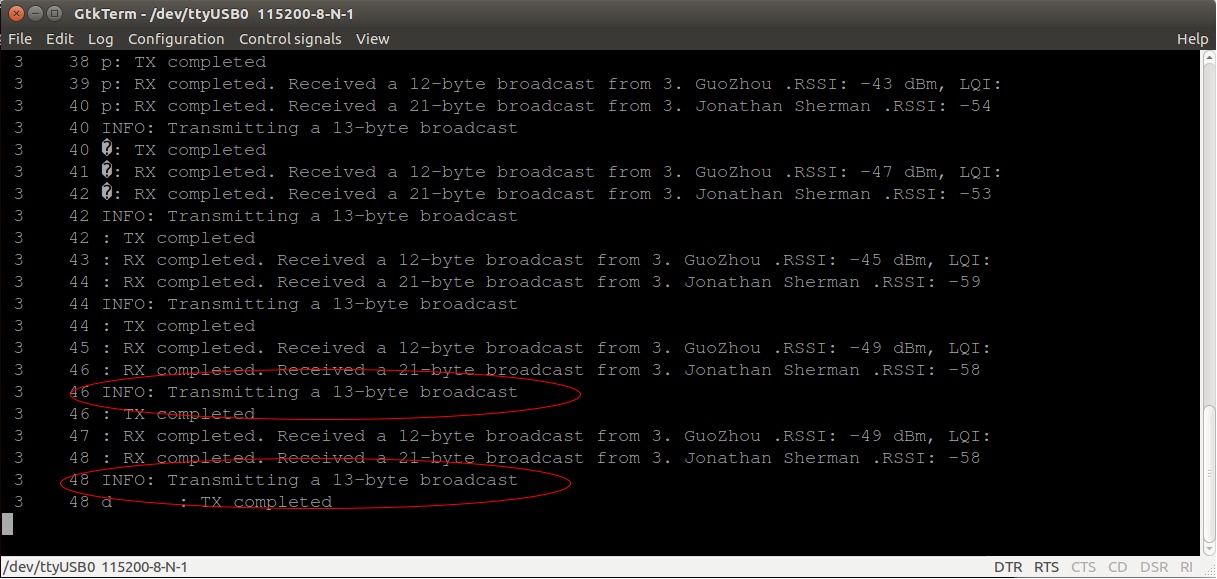 GtkTerm - /dev/ttyUSB0 115200-8-N-1
File Edit Log Configuration Control signals View Help
3 38 p: TX completed
3 39 p: RX completed. Received a 12-byte broadcast from 3. GuoZhou .RSSI: -43 dBm, LQI:
3 40 p: RX completed. Received a 21-byte broadcast from 3. Jonathan Sherman .RSSI: -54
3 40 INFO: Transmitting a 13-byte broadcast
3 40 �: TX completed
3 41 �: RX completed. Received a 12-byte broadcast from 3. GuoZhou .RSSI: -47 dBm, LQI:
3 42 �: RX completed. Received a 21-byte broadcast from 3. Jonathan Sherman .RSSI: -53
3 42 INFO: Transmitting a 13-byte broadcast
3 42 : TX completed
3 43 : RX completed. Received a 12-byte broadcast from 3. GuoZhou .RSSI: -45 dBm, LQI:
3 44 : RX completed. Received a 21-byte broadcast from 3. Jonathan Sherman .RSSI: -59
3 44 INFO: Transmitting a 13-byte broadcast
3 44 : TX completed
3 45 : RX completed. Received a 12-byte broadcast from 3. GuoZhou .RSSI: -49 dBm, LQI:
3 46 : RX completed. Received a 21-byte broadcast from 3. Jonathan Sherman .RSSI: -58
3 46 INFO: Transmitting a 13-byte broadcast
3 46 : TX completed
3 47 : RX completed. Received a 12-byte broadcast from 3. GuoZhou .RSSI: -49 dBm, LQI:
3 48 : RX completed. Received a 21-byte broadcast from 3. Jonathan Sherman .RSSI: -58
3 48 INFO: Transmitting a 13-byte broadcast
3 48 d : TX completed
/dev/ttyUSB0 115200-8-N-1 DTR RTS CTS CD DSR RI